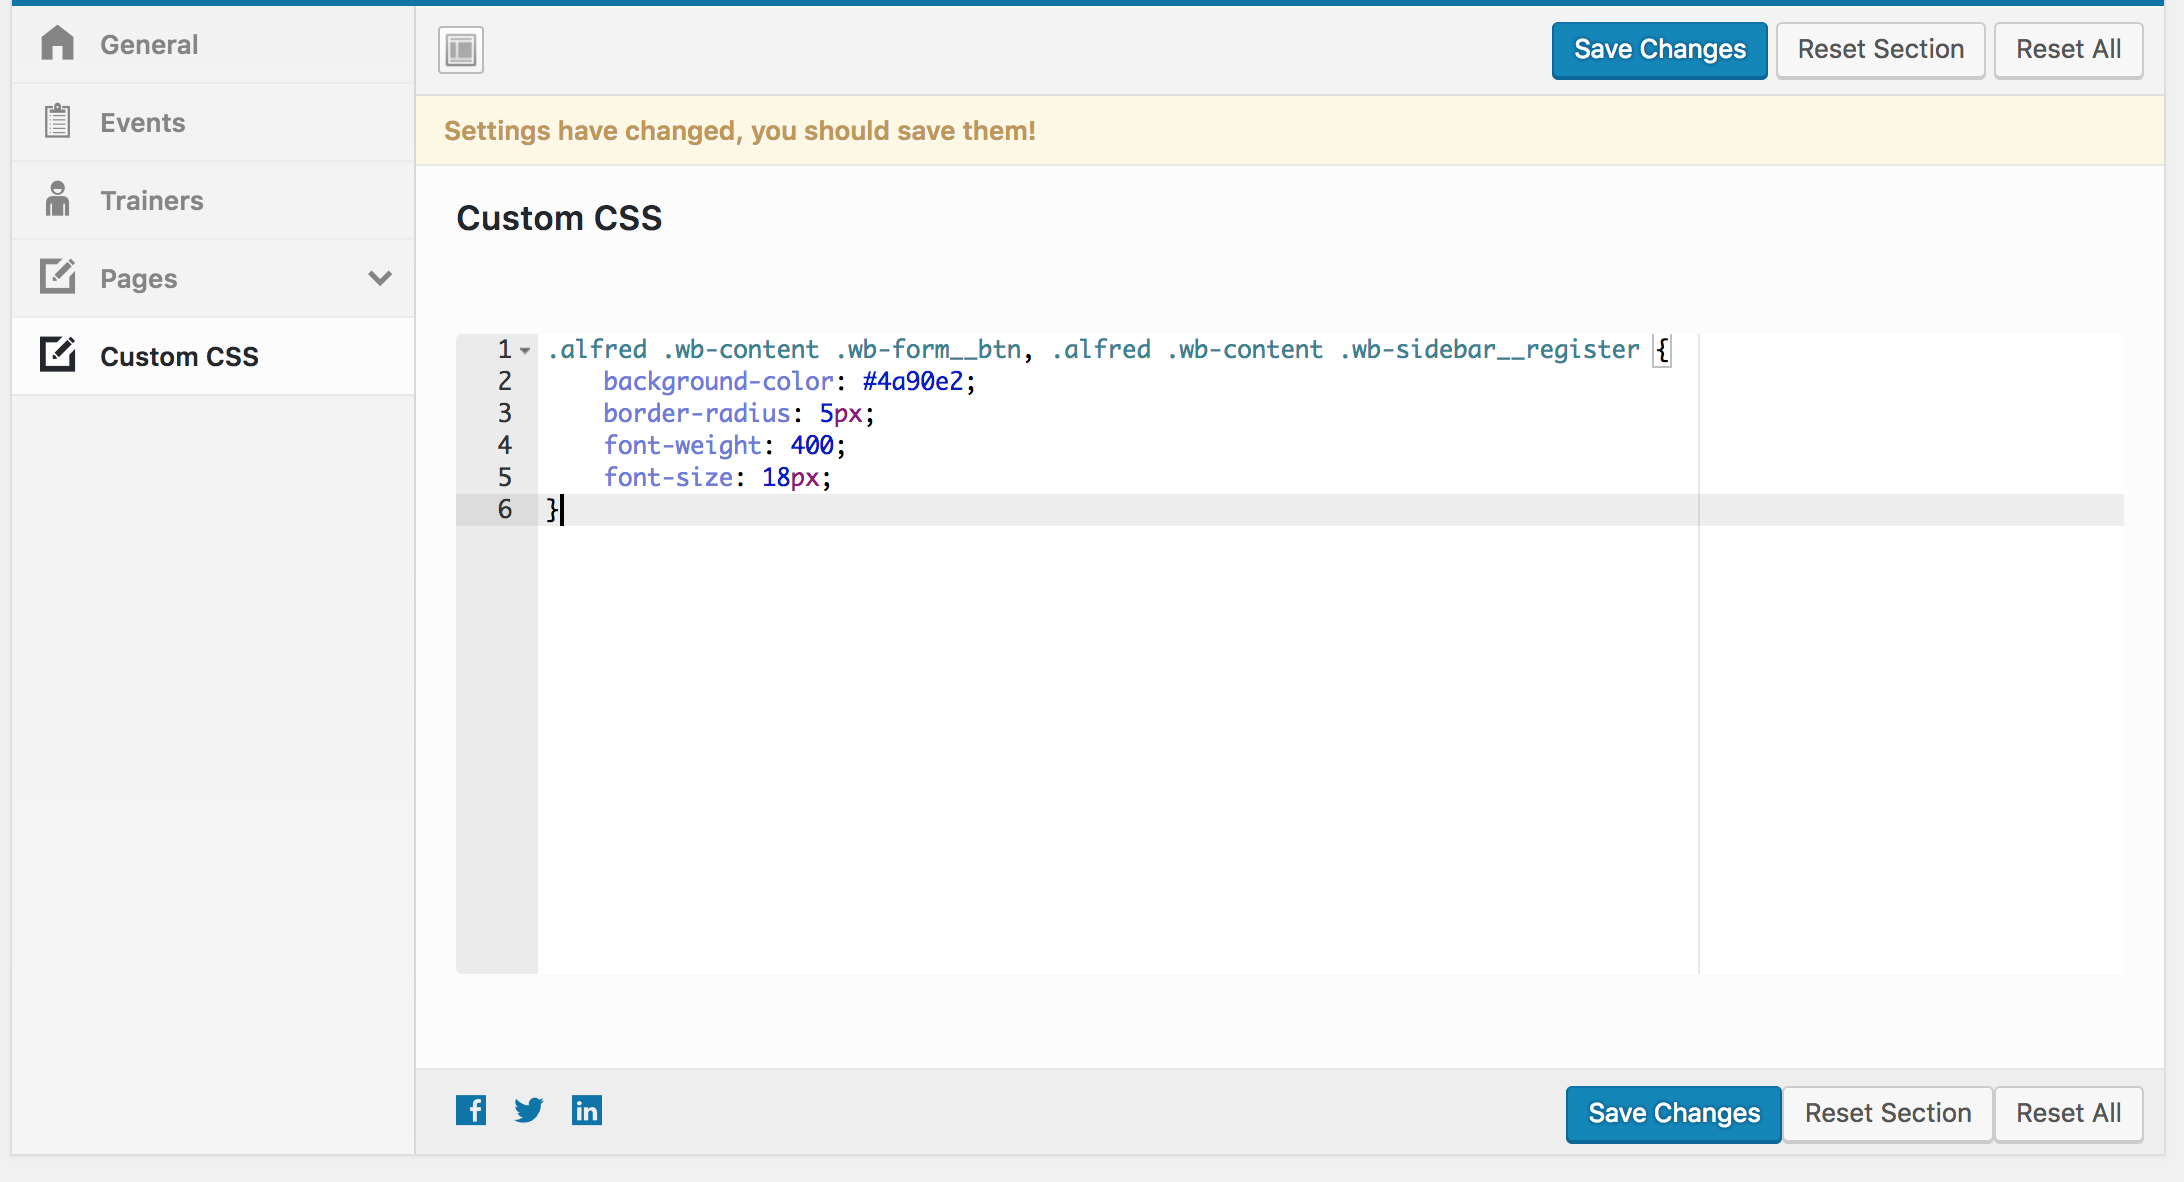 General
Events
Trainers
Pages
Custom CSS
Save Changes Reset Section Reset All
Settings have changed, you should save them!
Custom CSS
1 .alfred .wb-content .wb-form__btn, .alfred .wb-content .wb-sidebar__register {
2 background-color: #4a90e2;
3 border-radius: 5px;
4 font-weight: 400;
5 font-size: 18px;
6 }
f in
Save Changes Reset Section Reset All